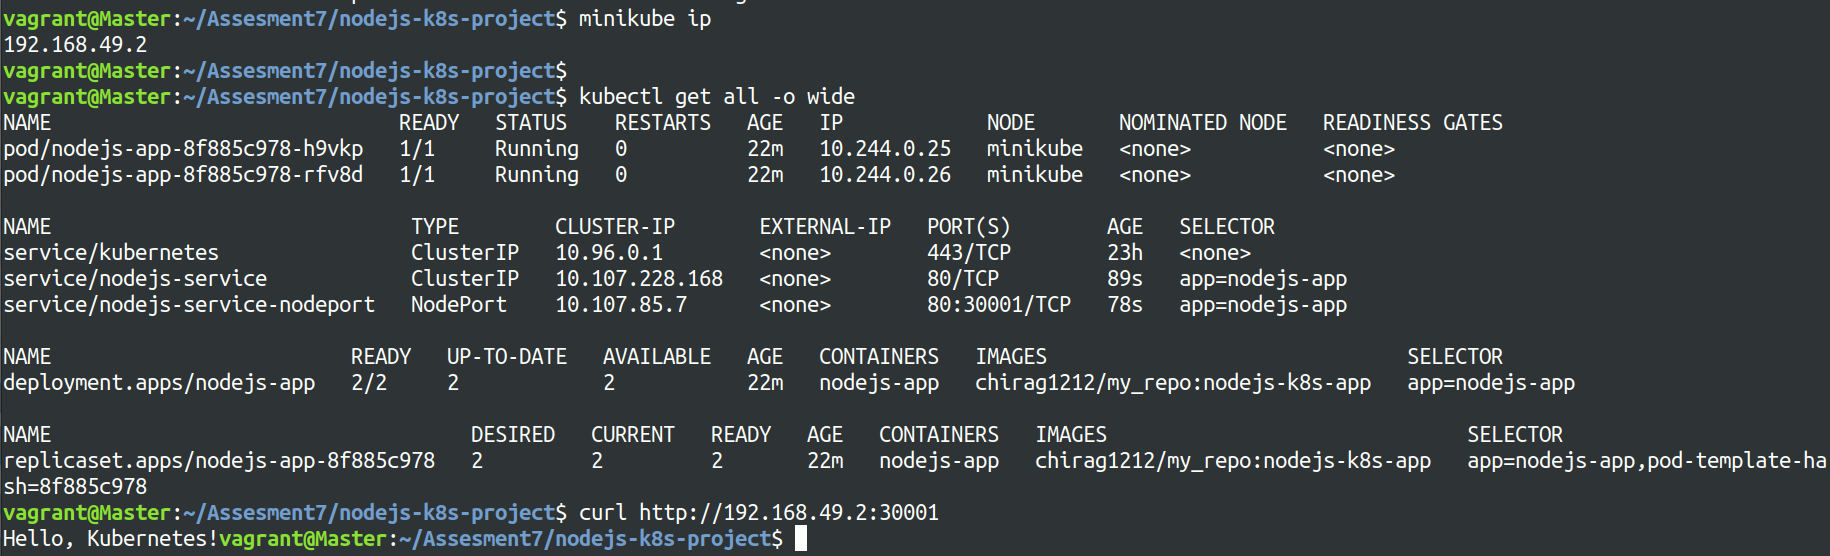 vagrant@Master:~/Assesment7/nodejs-k8s-project$ minikube ip
192.168.49.2
vagrant@Master:~/Assesment7/nodejs-k8s-project$
vagrant@Master:~/Assesment7/nodejs-k8s-project$ kubectl get all -o wide
NAME                             READY   STATUS    RESTARTS   AGE   IP            NODE       NOMINATED NODE   READINESS GATES
pod/nodejs-app-8f885c978-h9vkp   1/1     Running   0          22m   10.244.0.25   minikube   <none>           <none>
pod/nodejs-app-8f885c978-rfv8d   1/1     Running   0          22m   10.244.0.26   minikube   <none>           <none>
NAME                              TYPE        CLUSTER-IP       EXTERNAL-IP   PORT(S)        AGE   SELECTOR
service/kubernetes                ClusterIP   10.96.0.1        <none>        443/TCP        23h   <none>
service/nodejs-service            ClusterIP   10.107.228.168   <none>        80/TCP         89s   app=nodejs-app
service/nodejs-service-nodeport   NodePort    10.107.85.7      <none>        80:30001/TCP   78s   app=nodejs-app
NAME                         READY   UP-TO-DATE   AVAILABLE   AGE   CONTAINERS   IMAGES                              SELECTOR
deployment.apps/nodejs-app   2/2     2            2           22m   nodejs-app   chirag1212/my_repo:nodejs-k8s-app   app=nodejs-app
NAME                                   DESIRED   CURRENT   READY   AGE   CONTAINERS   IMAGES                              SELECTOR
replicaset.apps/nodejs-app-8f885c978   2         2         2       22m   nodejs-app   chirag1212/my_repo:nodejs-k8s-app   app=nodejs-app,pod-template-ha
sh=8f885c978
vagrant@Master:~/Assesment7/nodejs-k8s-project$ curl http://192.168.49.2:30001
Hello, Kubernetes!vagrant@Master:~/Assesment7/nodejs-k8s-project$